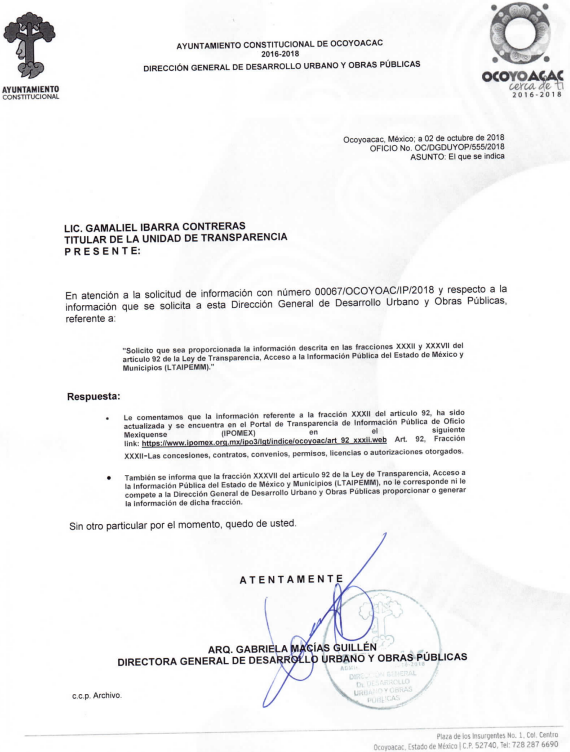 AYUNTAMIENTO
CONSTITUCIONAL
AYUNTAMIENTO CONSTITUCIONAL DE OCOYOACAC
2016-2018
DIRECCIÓN GENERAL DE DESARROLLO URBANO Y OBRAS PÚBLICAS
OCOYOACAC
cerca de ti
2016-2018
Ocoyoacac, México; a 02 de octubre de 2018
OFICIO No. OC/DGDUYOP/555/2018
ASUNTO: El que se indica
LIC. GAMALIEL IBARRA CONTRERAS
TITULAR DE LA UNIDAD DE TRANSPARENCIA
P R E S E N T E:
En atención a la solicitud de información con número 00067/OCOYOAC/IP/2018 y respecto a la
información que se solicita a esta Dirección General de Desarrollo Urbano y Obras Públicas,
referente a:
"Solicito que sea proporcionada la información descrita en las fracciones XXXII y XXXVII del
artículo 92 de la Ley de Transparencia, Acceso a la Información Pública del Estado de México y
Municipios (LTAIPEMM)."
Respuesta:
• Le comentamos que la información referente a la fracción XXXII del artículo 92, ha sido
actualizada y se encuentra en el Portal de Transparencia de Información Pública de Oficio
Mexiquense (IPOMEX) en el siguiente
link: https://www.ipomex.org.mx/ipo3/lgt/indice/ocoyoac/art_92_xxxii.web Art. 92, Fracción
XXXII-Las concesiones, contratos, convenios, permisos, licencias o autorizaciones otorgados.
• También se informa que la fracción XXXVII del artículo 92 de la Ley de Transparencia, Acceso a
la Información Pública del Estado de México y Municipios (LTAIPEMM), no le corresponde ni le
compete a la Dirección General de Desarrollo Urbano y Obras Públicas proporcionar o generar
la información de dicha fracción.
Sin otro particular por el momento, quedo de usted.
A T E N T A M E N T E
ARQ. GABRIELA MACÍAS GUILLÉN
DIRECTORA GENERAL DE DESARROLLO URBANO Y OBRAS PÚBLICAS
DIRECCIÓN GENERAL
DE DESARROLLO
URBANO Y OBRAS
PÚBLICAS
c.c.p. Archivo.
Plaza de los Insurgentes No. 1, Col. Centro
Ocoyoacac, Estado de México | C.P. 52740, Tel: 728 287 6690